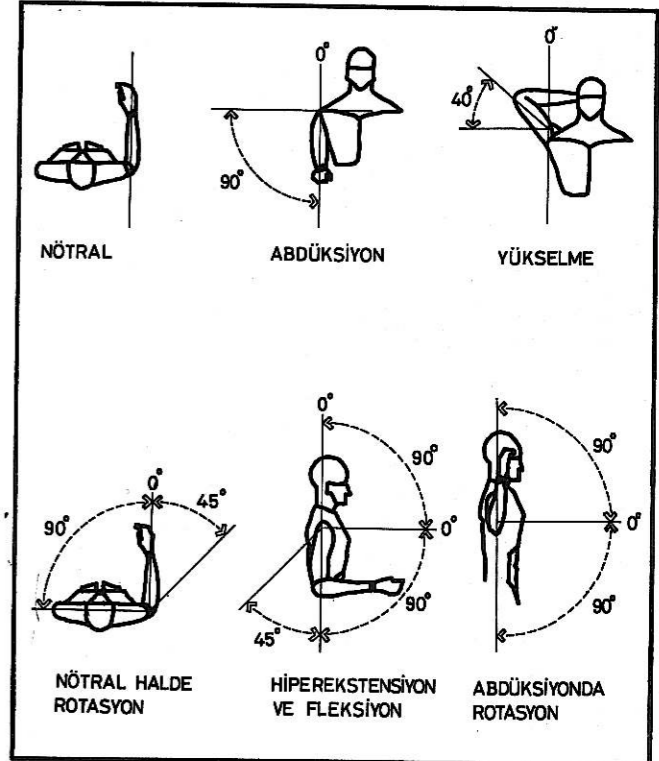 0°
0°
0°
40°
90°
NÖTRAL
ABDÜKSİYON
YÜKSELME
0°
90°
45°
0°
90°
0°
90°
45°
90°
0°
90°
NÖTRAL HALDE
ROTASYON
HİPEREKSTENSİYON
VE FLEKSİYON
ABDÜKSİYONDA
ROTASYON